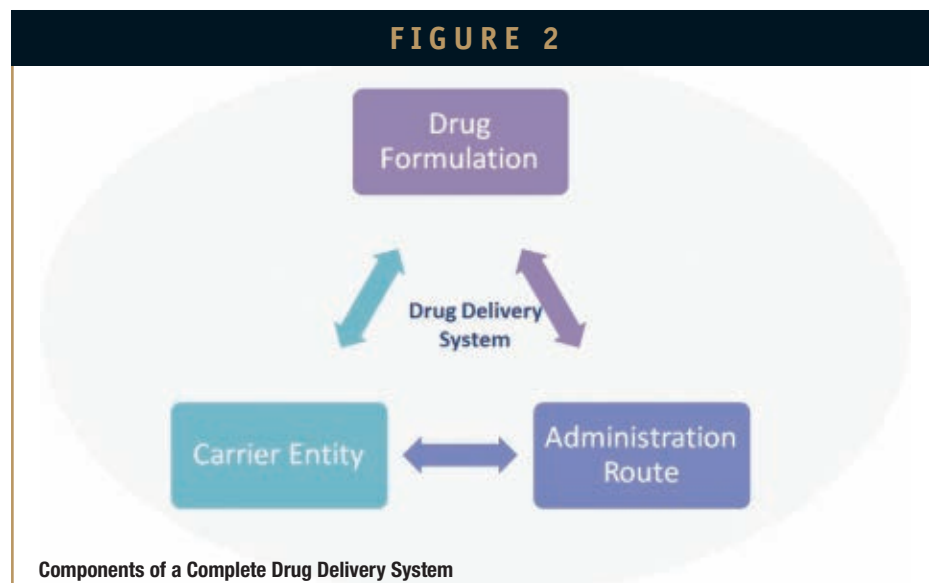 FIGURE 2
Drug
Formulation
Drug Delivery
System
Carrier Entity
Administration
Route
Components of a Complete Drug Delivery System